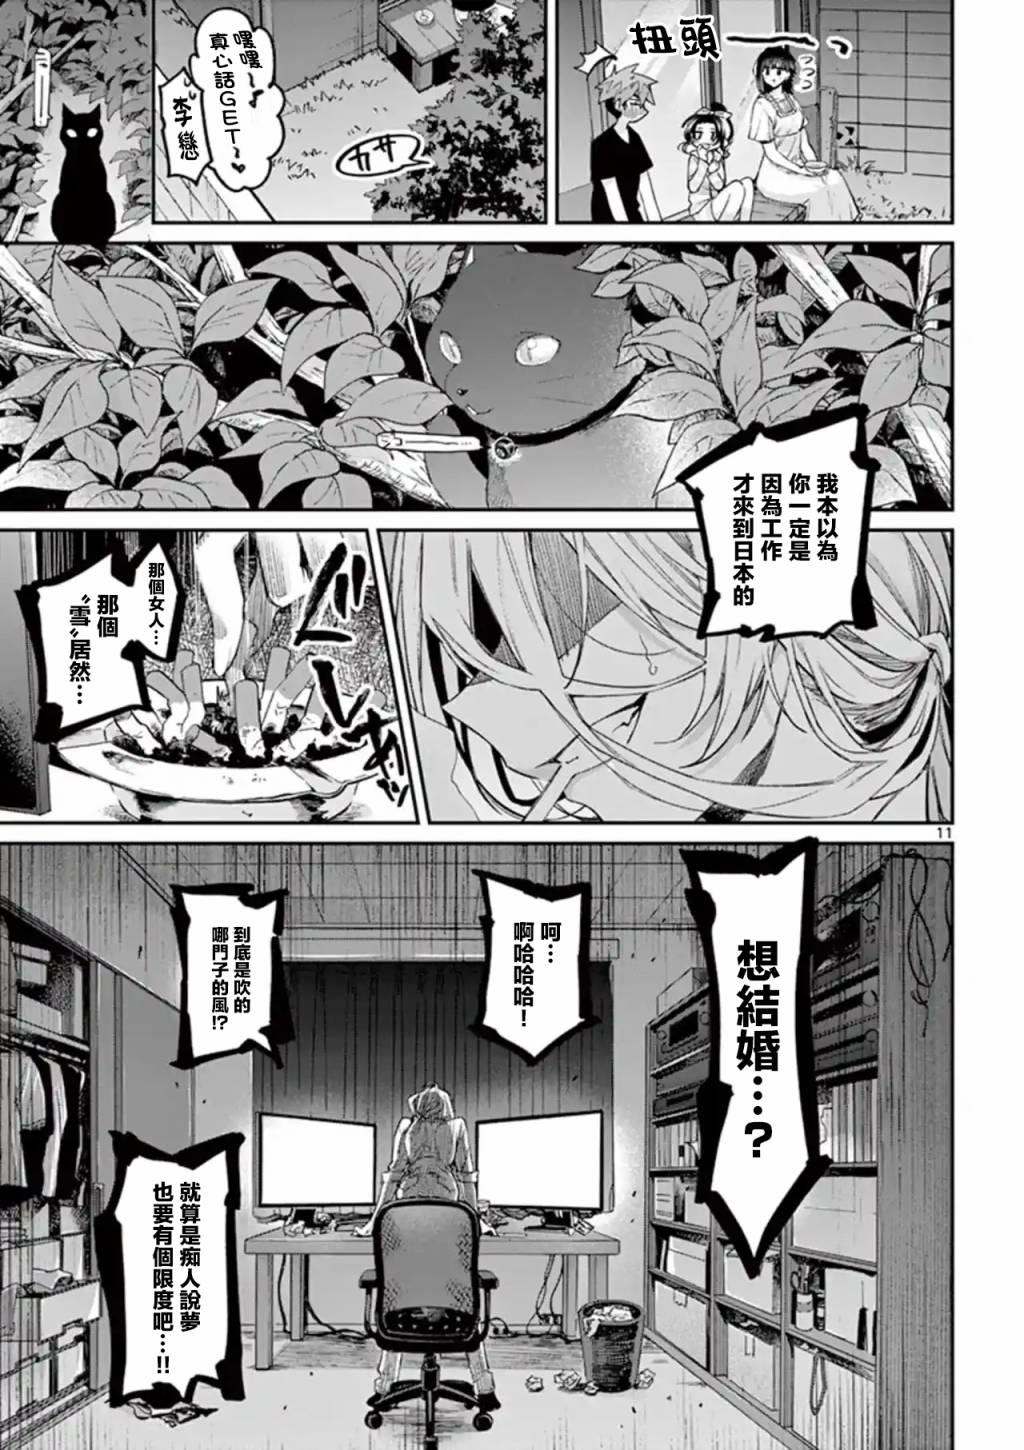 扭頭
つつつ
嘿嘿
真心話GET~♥
李戀
カサ
我本以為
你一定是
因為工作
才來到日本的
那個女人…
那個
〝雪〞居然…
11
想結婚…?
呵…
啊哈哈哈！
到底是吹的
哪門子的風!?
就算是痴人說夢
也要有個限度吧…!!